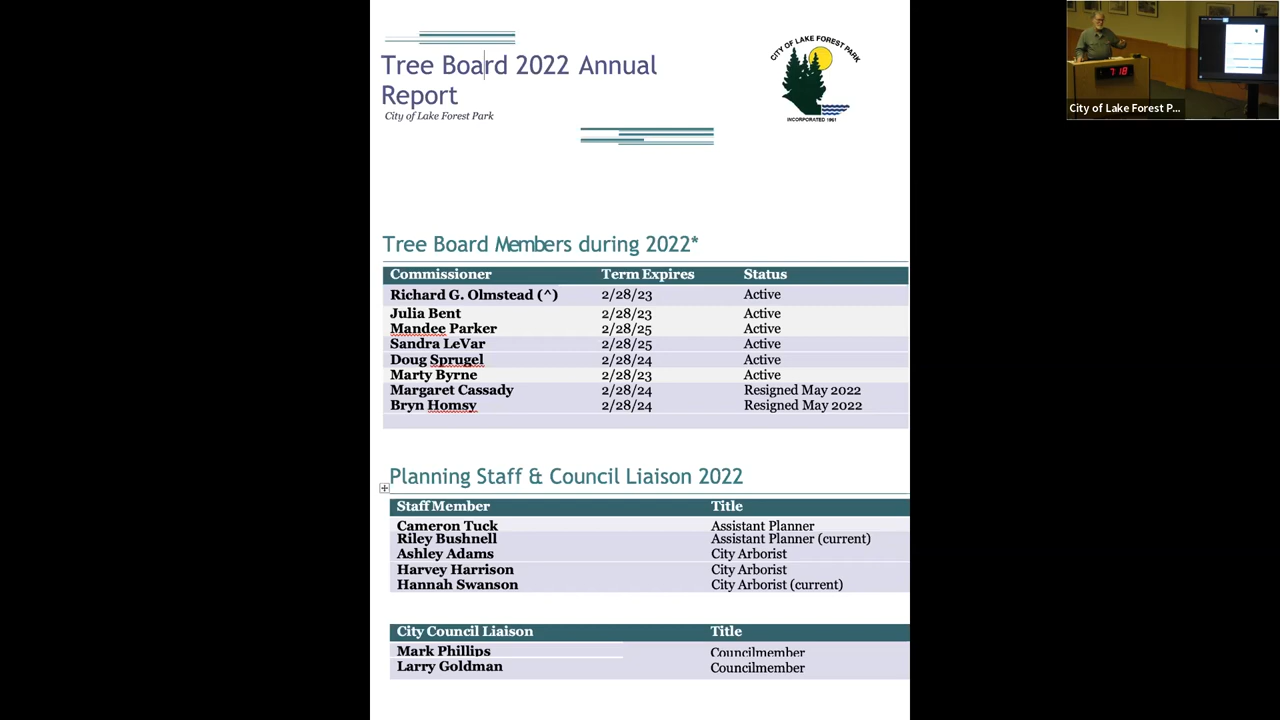 Tree Board 2022 Annual
Report
City of Lake Forest Park
CITY OF LAKE FOREST PARK
INCORPORATED 1961
7:18
City of Lake Forest P...
Tree Board Members during 2022*
Commissioner Term Expires Status
Richard G. Olmstead (^) 2/28/23 Active
Julia Bent 2/28/23 Active
Mandee Parker 2/28/25 Active
Sandra LeVar 2/28/25 Active
Doug Sprugel 2/28/24 Active
Marty Byrne 2/28/23 Active
Margaret Cassady 2/28/24 Resigned May 2022
Bryn Homsy 2/28/24 Resigned May 2022
Planning Staff & Council Liaison 2022
Staff Member Title
Cameron Tuck Assistant Planner
Riley Bushnell Assistant Planner (current)
Ashley Adams City Arborist
Harvey Harrison City Arborist
Hannah Swanson City Arborist (current)
City Council Liaison Title
Mark Phillips Councilmember
Larry Goldman Councilmember